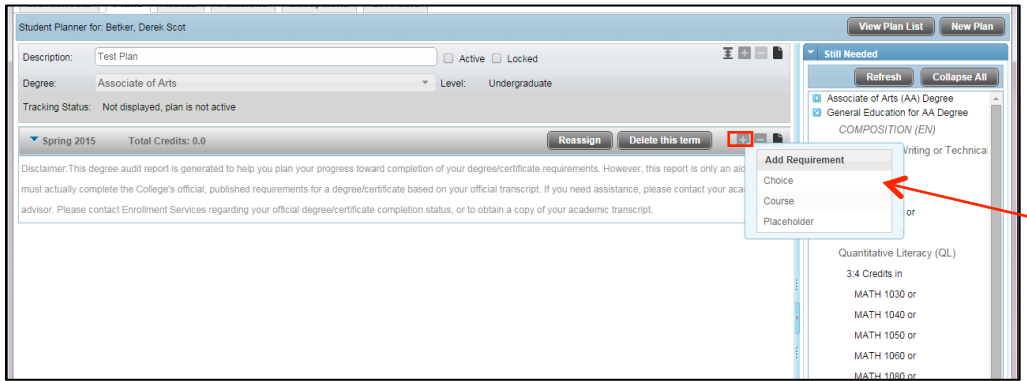 Student Planner for: Betker, Derek Scot
View Plan List
New Plan
Description:
Test Plan
Active
Locked
Degree:
Associate of Arts
Level:
Undergraduate
Tracking Status: Not displayed, plan is not active
Spring 2015
Total Credits: 0.0
Reassign
Delete this term
Disclaimer:This degree audit report is generated to help you plan your progress toward completion of your degree/certificate requirements. However, this report is only an aid
must actually complete the College's official, published requirements for a degree/certificate based on your official transcript. If you need assistance, please contact your
advisor. Please contact Enrollment Services regarding your official degree/certificate completion status, or to obtain a copy of your academic transcript.
Add Requirement
Choice
Course
Placeholder
Still Needed
Refresh
Collapse All
Associate of Arts (AA) Degree
General Education for AA Degree
COMPOSITION (EN)
Writing or Technical
or
Quantitative Literacy (QL)
3:4 Credits in
MATH 1030 or
MATH 1040 or
MATH 1050 or
MATH 1060 or
MATH 1080 or